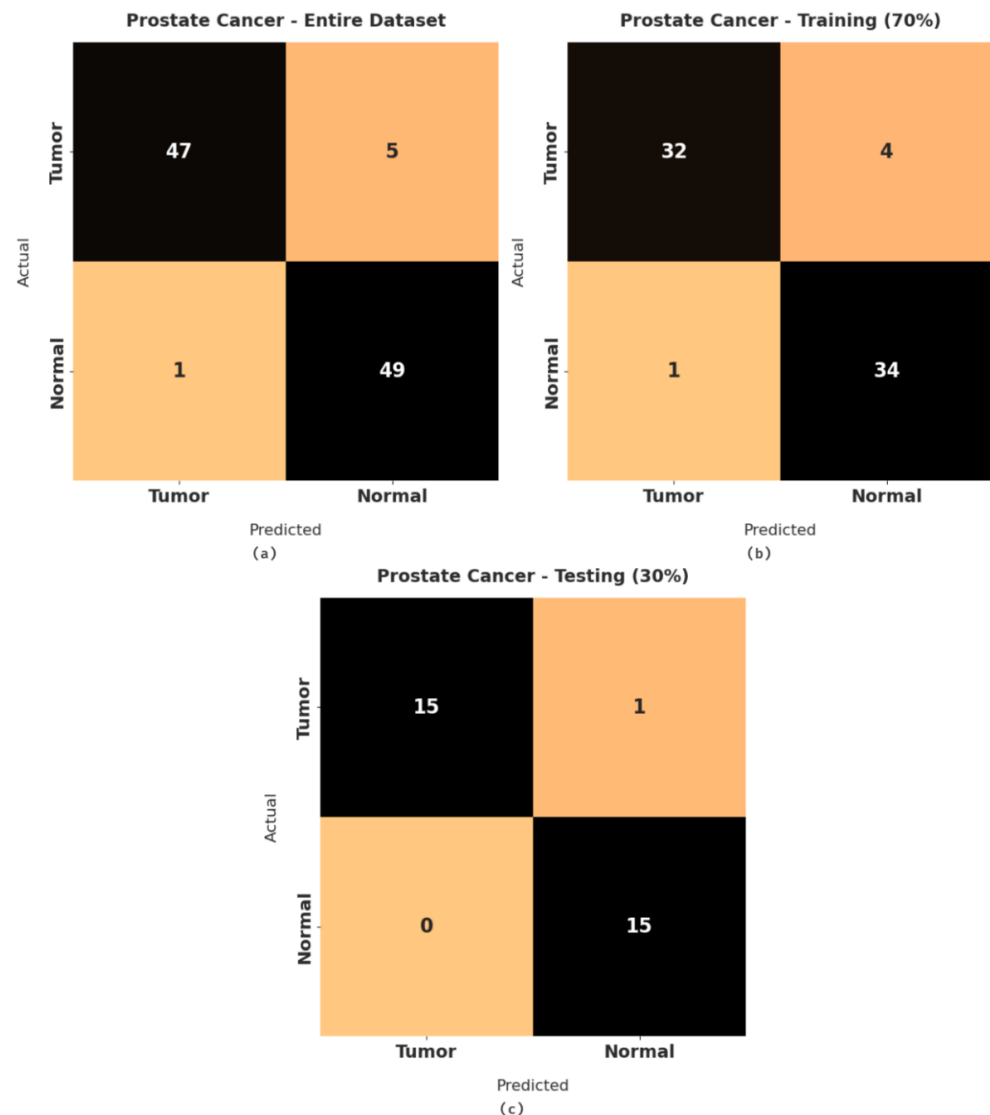 Prostate Cancer - Entire Dataset
Actual
Tumor
47
5
Normal
1
49
Tumor
Normal
Predicted
(a)
Prostate Cancer - Training (70%)
Actual
Tumor
32
4
Normal
1
34
Tumor
Normal
Predicted
(b)
Prostate Cancer - Testing (30%)
Actual
Tumor
15
1
Normal
0
15
Tumor
Normal
Predicted
(c)